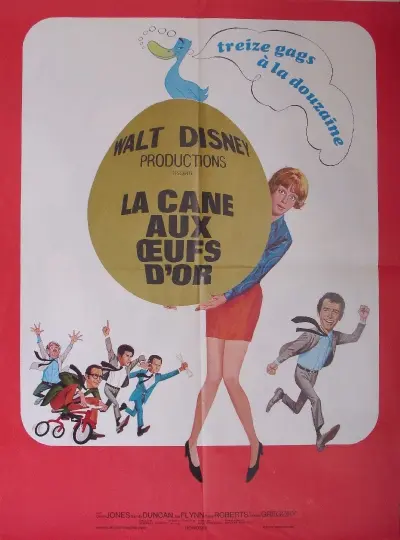 treize gags
à la douzaine
WALT DISNEY
PRODUCTIONS
LA CANE
AUX
ŒUFS
D'OR
JONES DUNCAN FLYNN ROBERTS